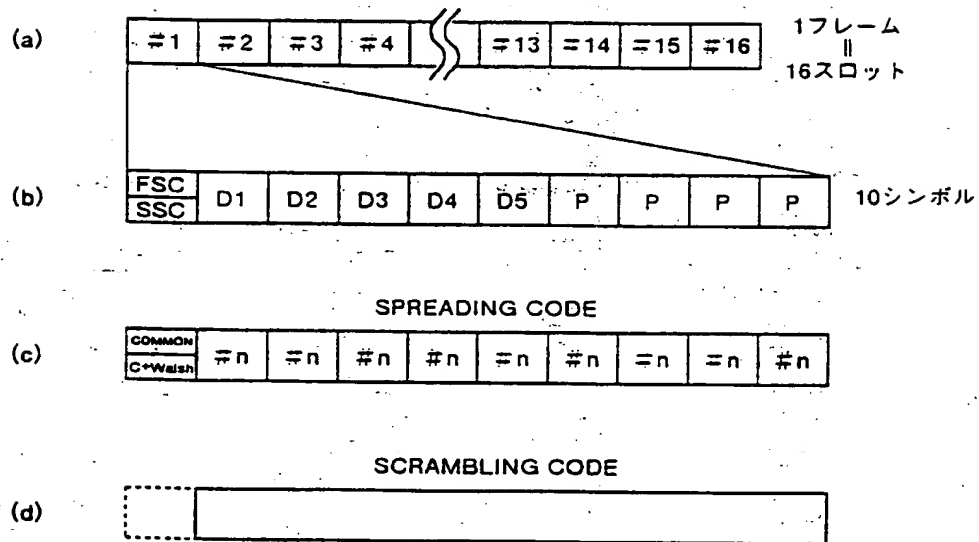 (a) #1 #2 #3 #4 #13 #14 #15 #16 1フレーム
||
16スロット
(b) FSC
SSC D1 D2 D3 D4 D5 P P P P 10シンボル
SPREADING CODE
(c) COMMON
C+Walsh #n #n #n #n #n #n #n #n #n
SCRAMBLING CODE
(d)